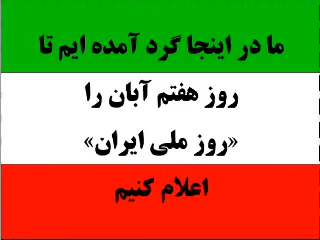 ما در اینجا گرد آمده ایم تا
روز هفتم آبان را
«روز ملی ایران»
اعلام کنیم